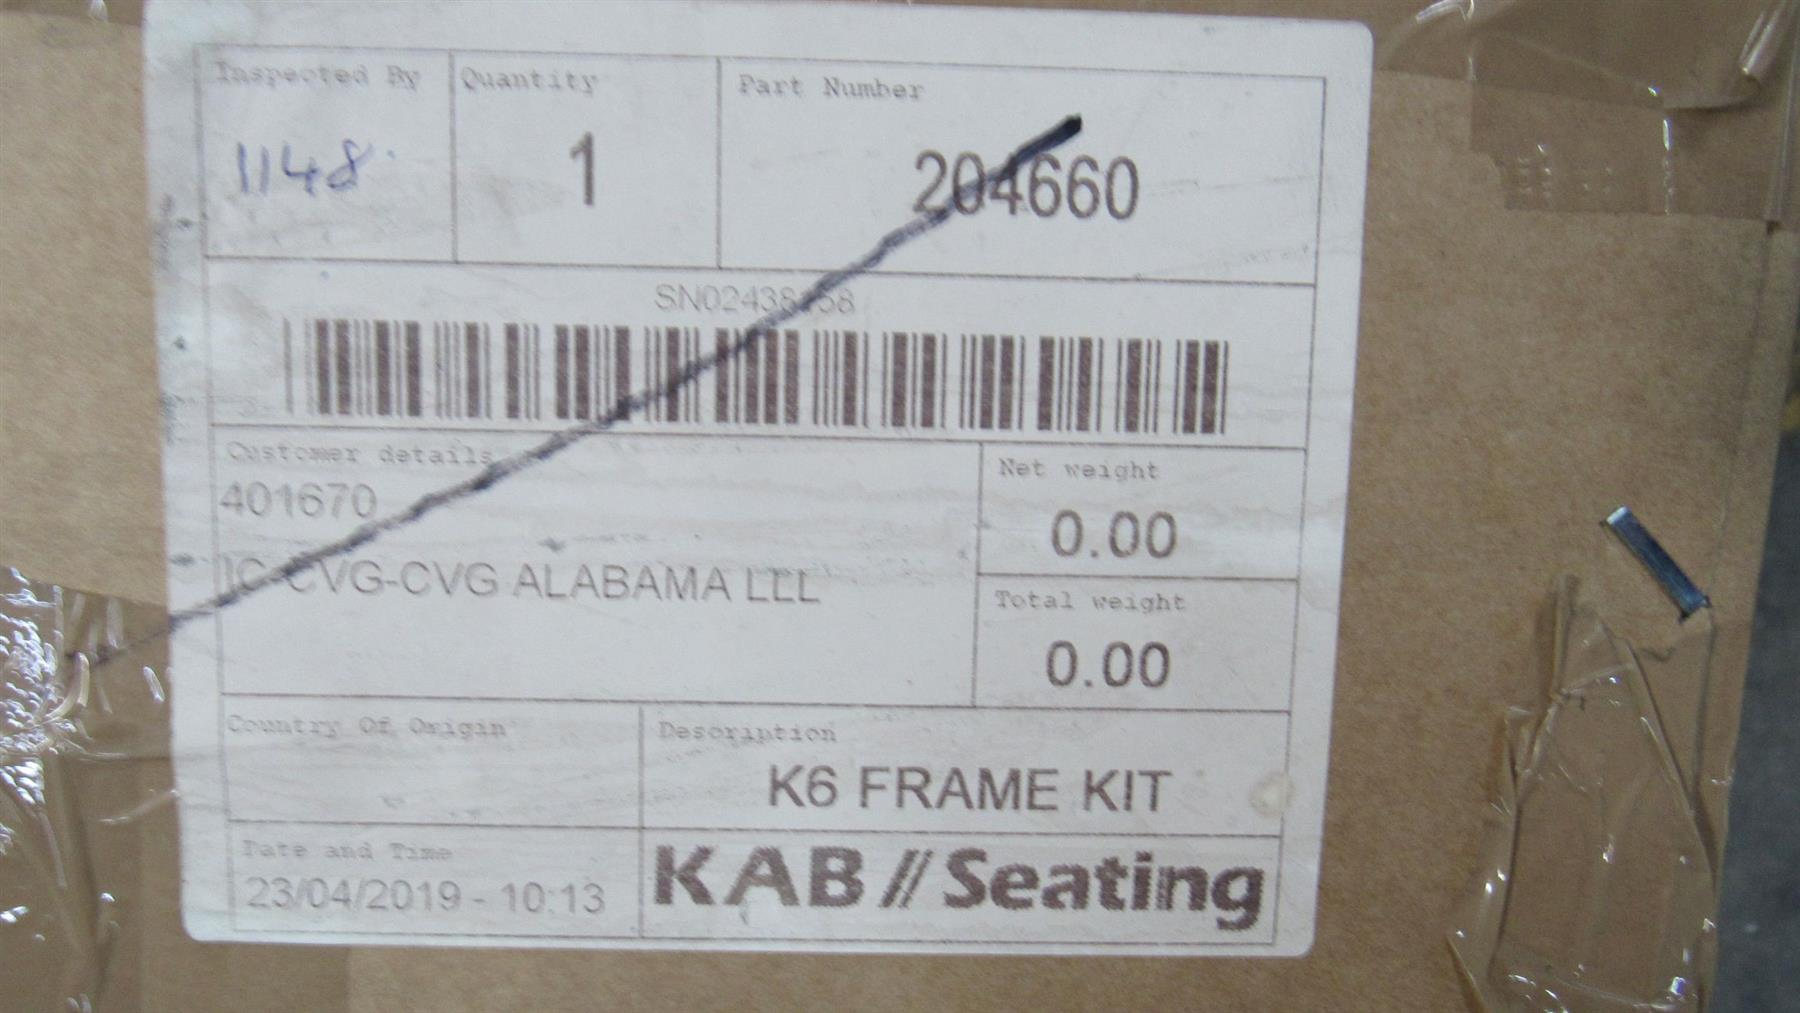 Inspected By
Quantity
Part Number
1148
1
204660
Customer details
401670
IC-CVG-CVG ALABAMA LLL
Net weight
0.00
Total weight
0.00
Country Of Origin
Description
K6 FRAME KIT
Date and Time
23/04/2019 - 10:13
KAB // Seating